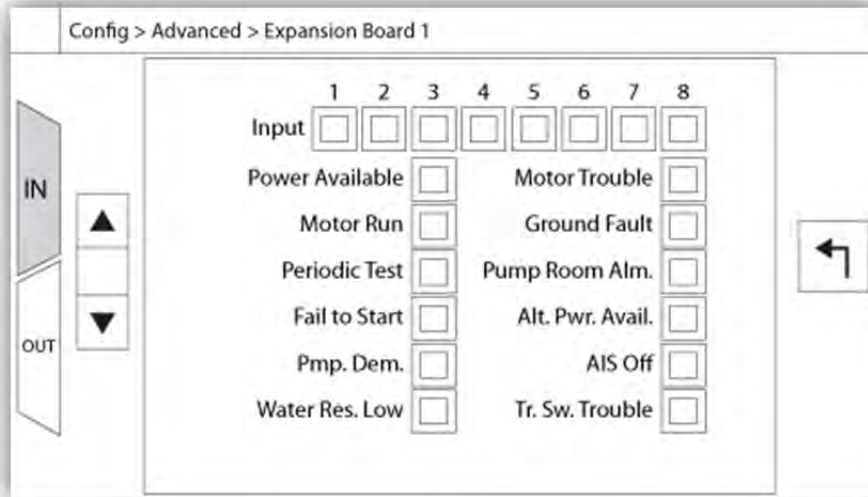 Config > Advanced > Expansion Board 1
1 2 3 4 5 6 7 8
Input
IN
Power Available
Motor Trouble
Motor Run
Ground Fault
Periodic Test
Pump Room Alm.
Fail to Start
Alt. Pwr. Avail.
OUT
Pmp. Dem.
AIS Off
Water Res. Low
Tr. Sw. Trouble